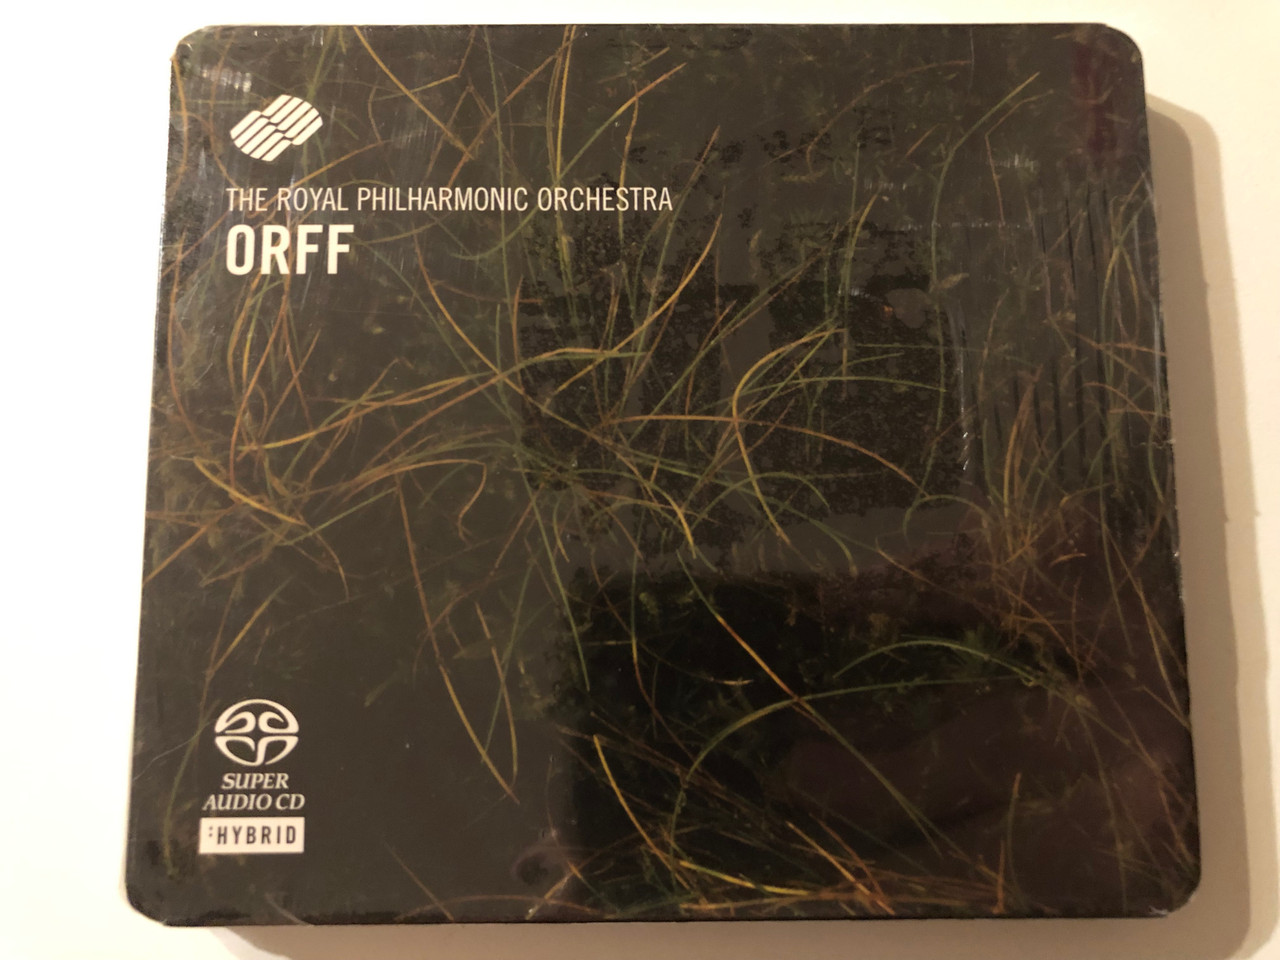 THE ROYAL PHILHARMONIC ORCHESTRA
ORFF
SUPER
AUDIO CD
:HYBRID